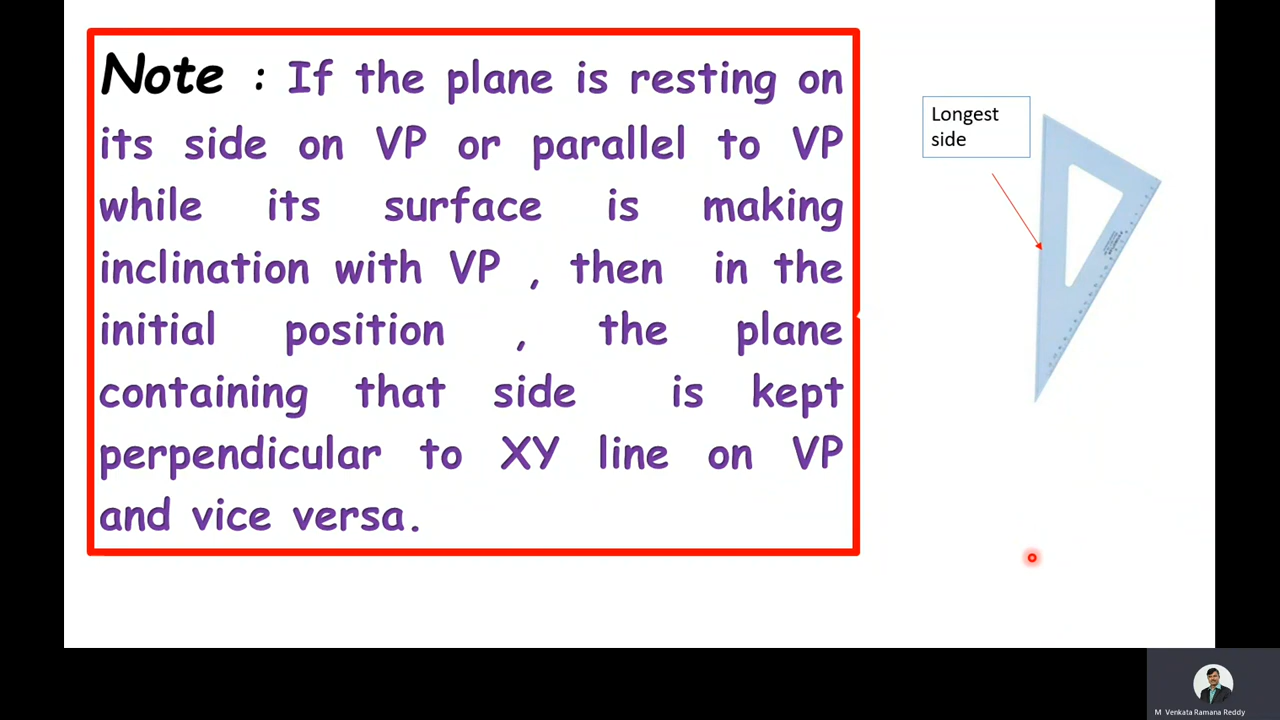 Note : If the plane is resting on
its side on VP or parallel to VP
while its surface is making
inclination with VP , then in the
initial position , the plane
containing that side is kept
perpendicular to XY line on VP
and vice versa.
Longest
side
M Venkata Ramana Reddy